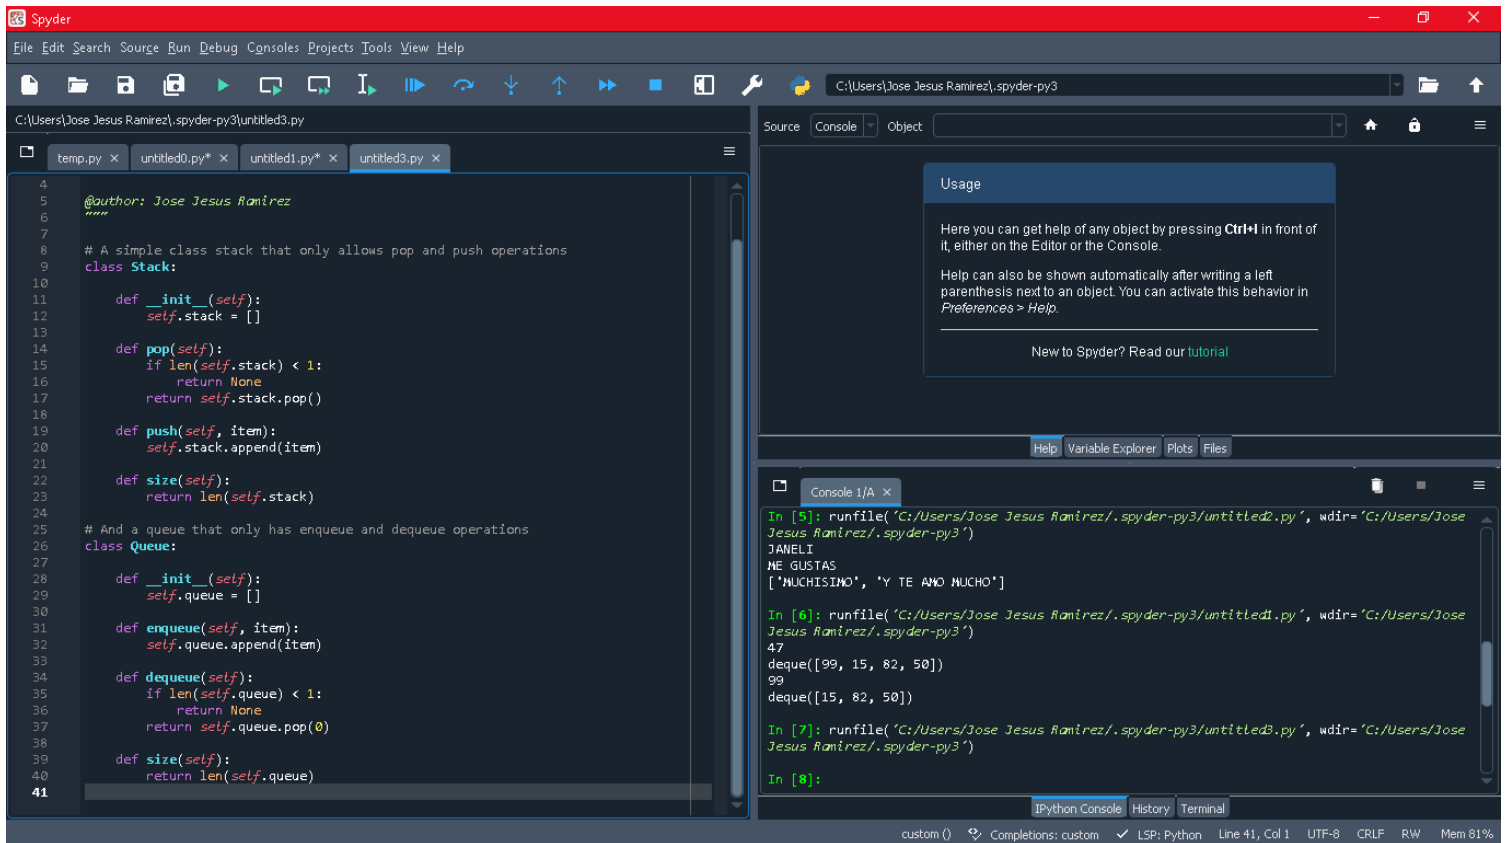 Spyder
File Edit Search Source Run Debug Consoles Projects Tools View Help
C:\Users\Jose Jesus Ramirez\.spyder-py3
C:\Users\Jose Jesus Ramirez\.spyder-py3\untitled3.py
temp.py × untitled0.py* × untitled1.py* × untitled3.py ×
4
5 @author: Jose Jesus Ramirez
6 """
7
8 # A simple class stack that only allows pop and push operations
9 class Stack:
10
11     def __init__(self):
12         self.stack = []
13
14     def pop(self):
15         if len(self.stack) < 1:
16             return None
17         return self.stack.pop()
18
19     def push(self, item):
20         self.stack.append(item)
21
22     def size(self):
23         return len(self.stack)
24
25 # And a queue that only has enqueue and dequeue operations
26 class Queue:
27
28     def __init__(self):
29         self.queue = []
30
31     def enqueue(self, item):
32         self.queue.append(item)
33
34     def dequeue(self):
35         if len(self.queue) < 1:
36             return None
37         return self.queue.pop(0)
38
39     def size(self):
40         return len(self.queue)
41
Source Console Object
Usage
Here you can get help of any object by pressing Ctrl+I in front of
it, either on the Editor or the Console.
Help can also be shown automatically after writing a left
parenthesis next to an object. You can activate this behavior in
Preferences > Help.
New to Spyder? Read our tutorial
Help Variable Explorer Plots Files
Console 1/A ×
In [5]: runfile('C:/Users/Jose Jesus Ramirez/.spyder-py3/untitled2.py', wdir='C:/Users/Jose
Jesus Ramirez/.spyder-py3')
JANELI
ME GUSTAS
['MUCHISIMO', 'Y TE AMO MUCHO']
In [6]: runfile('C:/Users/Jose Jesus Ramirez/.spyder-py3/untitled1.py', wdir='C:/Users/Jose
Jesus Ramirez/.spyder-py3')
47
deque([99, 15, 82, 50])
99
deque([15, 82, 50])
In [7]: runfile('C:/Users/Jose Jesus Ramirez/.spyder-py3/untitled3.py', wdir='C:/Users/Jose
Jesus Ramirez/.spyder-py3')
In [8]:
IPython Console History Terminal
custom () Completions: custom LSP: Python Line 41, Col 1 UTF-8 CRLF RW Mem 81%